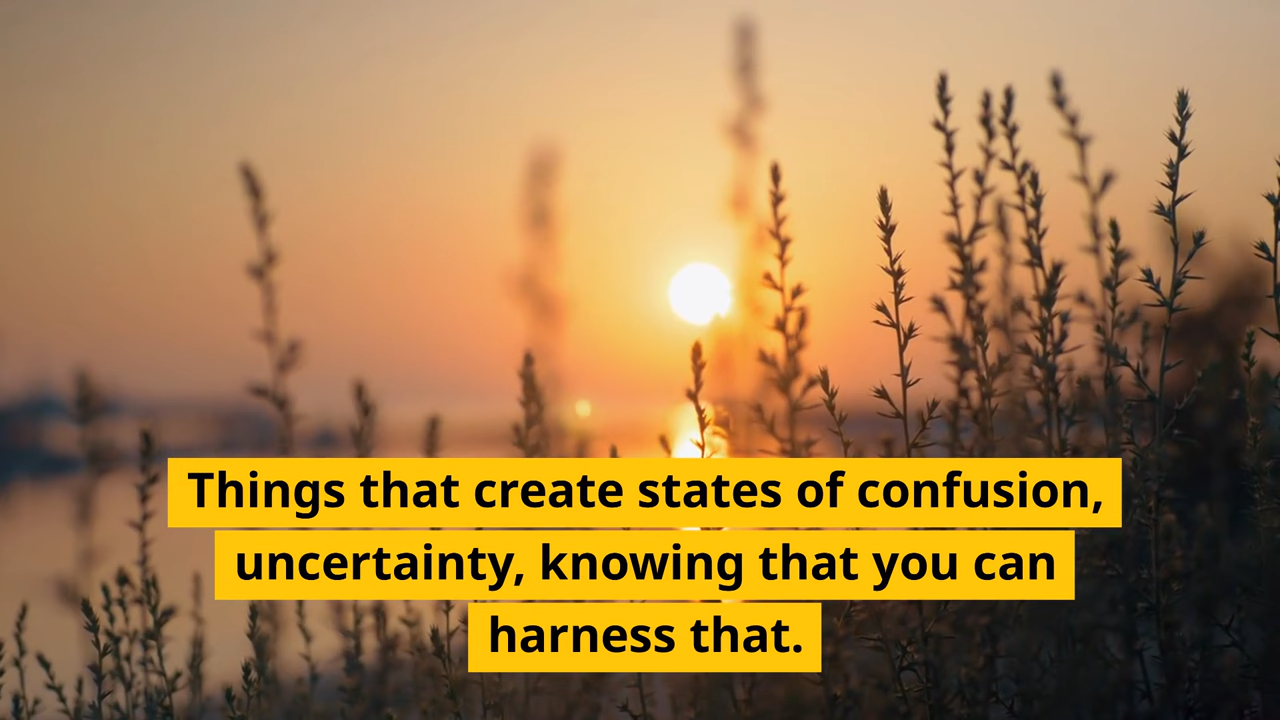 Things that create states of confusion,
uncertainty, knowing that you can
harness that.